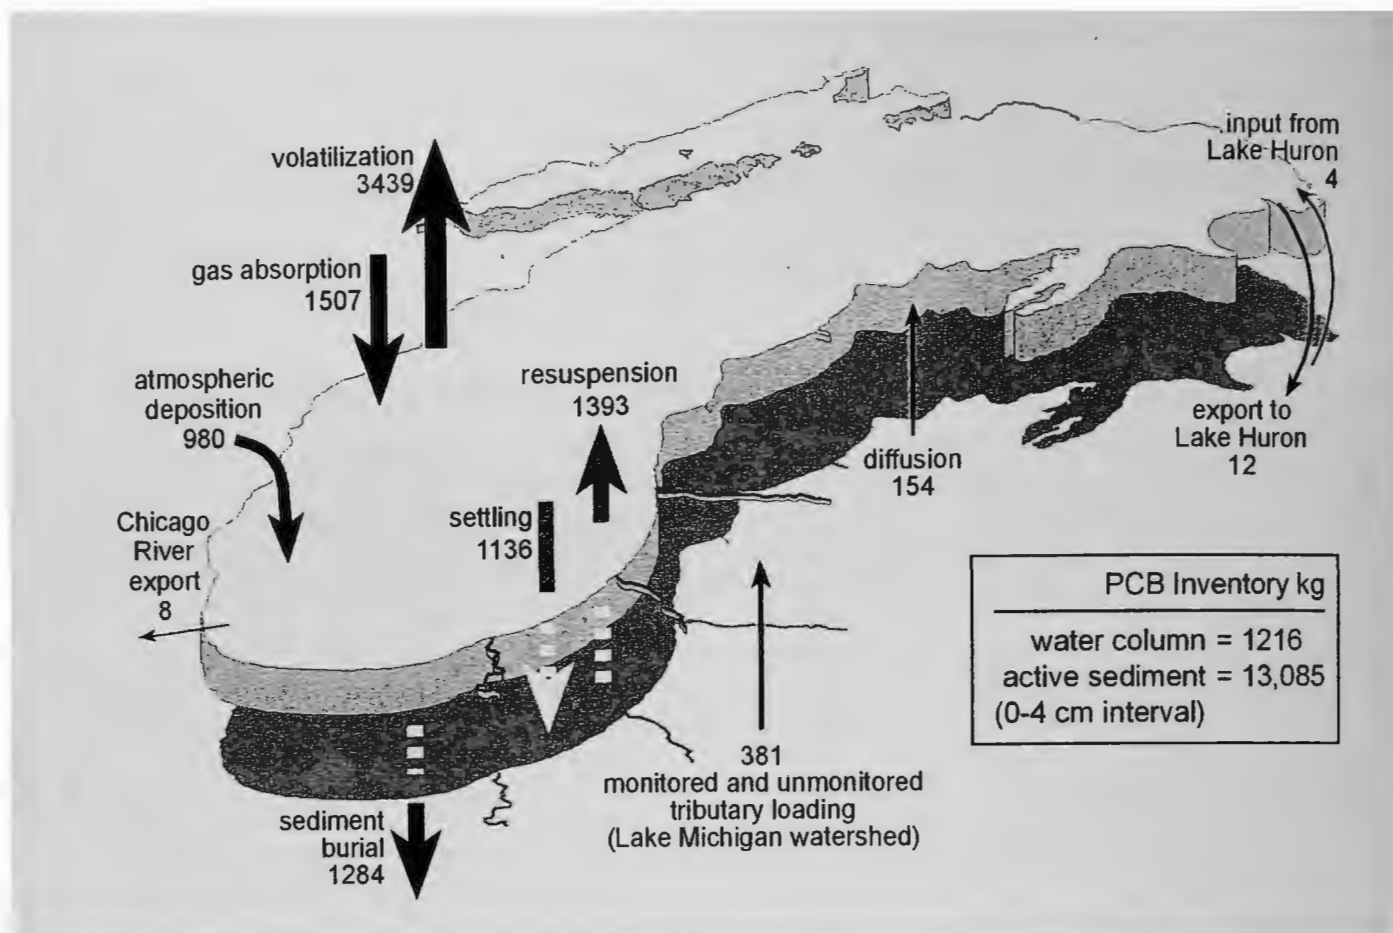 volatilization
3439
gas absorption
1507
atmospheric
deposition
980
Chicago
River
export
8
settling
1136
resuspension
1393
sediment
burial
1284
381
monitored and unmonitored
tributary loading
(Lake Michigan watershed)
diffusion
154
input from
Lake Huron
4
export to
Lake Huron
12
PCB Inventory kg
water column = 1216
active sediment = 13,085
(0-4 cm interval)